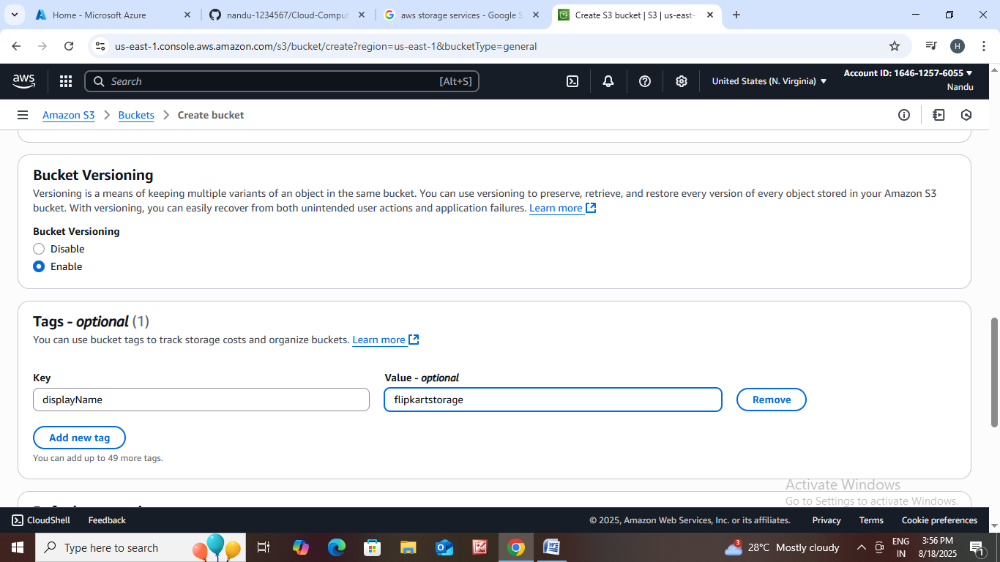 Home - Microsoft Azure
nandu-1234567/Cloud-Comput
aws storage services - Google S
Create S3 bucket | S3 | us-east-
us-east-1.console.aws.amazon.com/s3/bucket/create?region=us-east-1&bucketType=general
H
aws
Search
[Alt+S]
United States (N. Virginia)
Account ID: 1646-1257-6055
Nandu
Amazon S3
Buckets
Create bucket
Bucket Versioning
Versioning is a means of keeping multiple variants of an object in the same bucket. You can use versioning to preserve, retrieve, and restore every version of every object stored in your Amazon S3
bucket. With versioning, you can easily recover from both unintended user actions and application failures. Learn more
Bucket Versioning
Disable
Enable
Tags - optional (1)
You can use bucket tags to track storage costs and organize buckets. Learn more
Key
Value - optional
displayName
flipkartstorage
Remove
Add new tag
You can add up to 49 more tags.
Activate Windows
Go to Settings to activate Windows.
CloudShell
Feedback
© 2025, Amazon Web Services, Inc. or its affiliates.
Privacy
Terms
Cookie preferences
Type here to search
3
28°C Mostly cloudy
ENG
IN
3:56 PM
8/18/2025
1